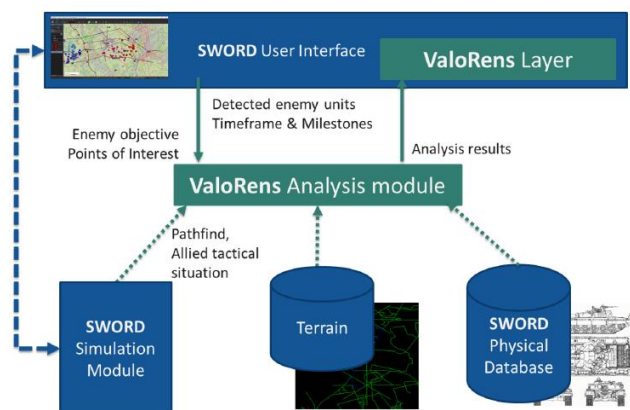 SWORD User Interface
ValoRens Layer
Detected enemy units
Timeframe & Milestones
Enemy objective
Points of Interest
Analysis results
ValoRens Analysis module
Pathfind,
Allied tactical
situation
SWORD
Simulation
Module
Terrain
SWORD
Physical
Database